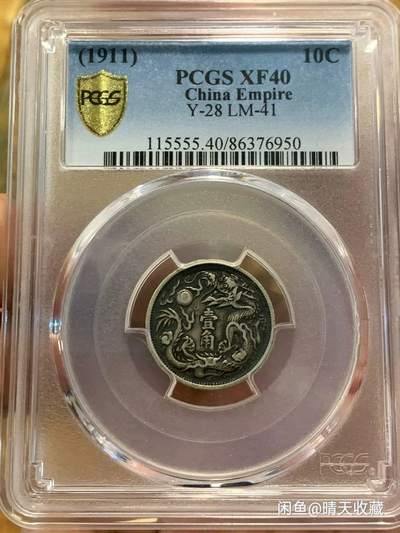 (1911) 10C
PCGS XF40
China Empire
Y-28 LM-41
115555.40/86376950
PCGS
壹角
PCGS
闲鱼@晴天收藏